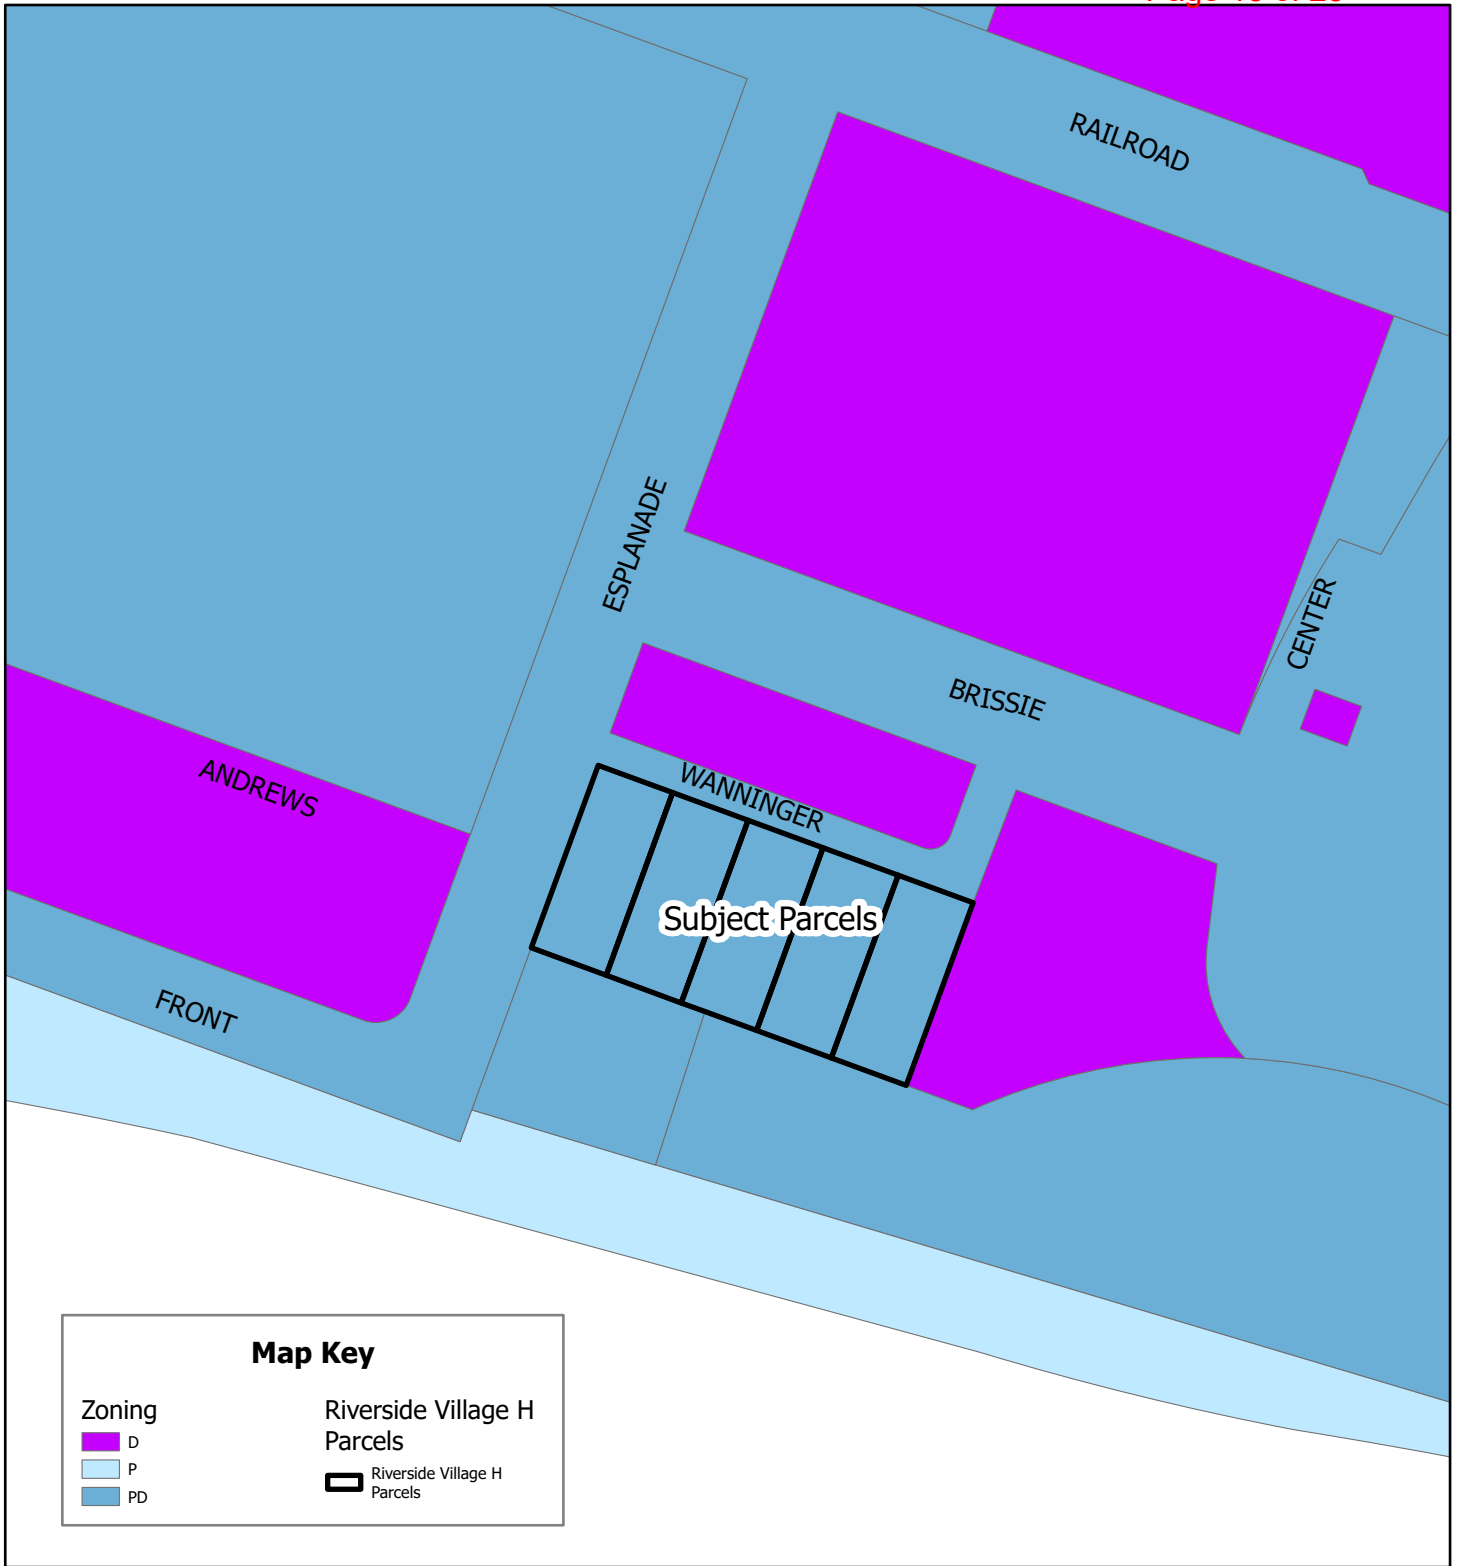 RAILROAD
ESPLANADE
CENTER
BRISSIE
ANDREWS
WANNINGER
Subject Parcels
FRONT
Map Key
Zoning
D
P
PD
Riverside Village H
Parcels
Riverside Village H
Parcels